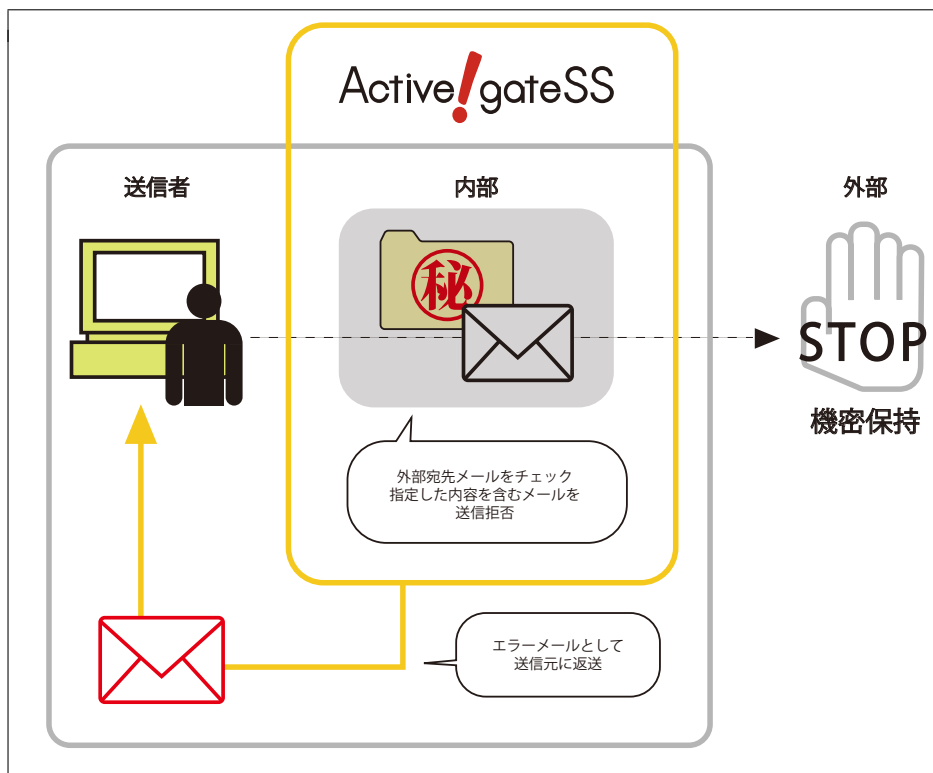 Active!gateSS
送信者
内部
外部
秘
STOP
機密保持
外部宛先メールをチェック
指定した内容を含むメールを
送信拒否
エラーメールとして
送信元に返送